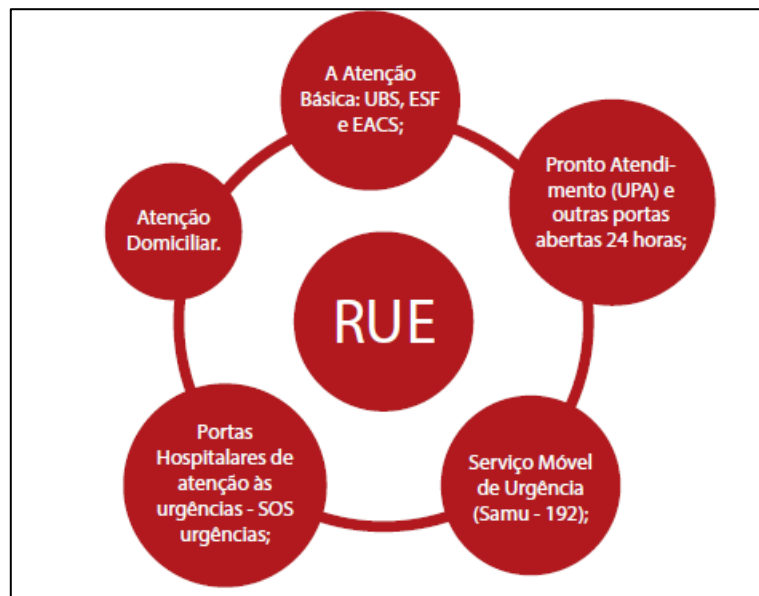 A Atenção
Básica: UBS, ESF
e EACS;
Pronto Atendi-
mento (UPA) e
outras portas
abertas 24 horas;
Atenção
Domiciliar.
RUE
Portas
Hospitalares de
atenção às
urgências - SOS
urgências;
Serviço Móvel
de Urgência
(Samu - 192);